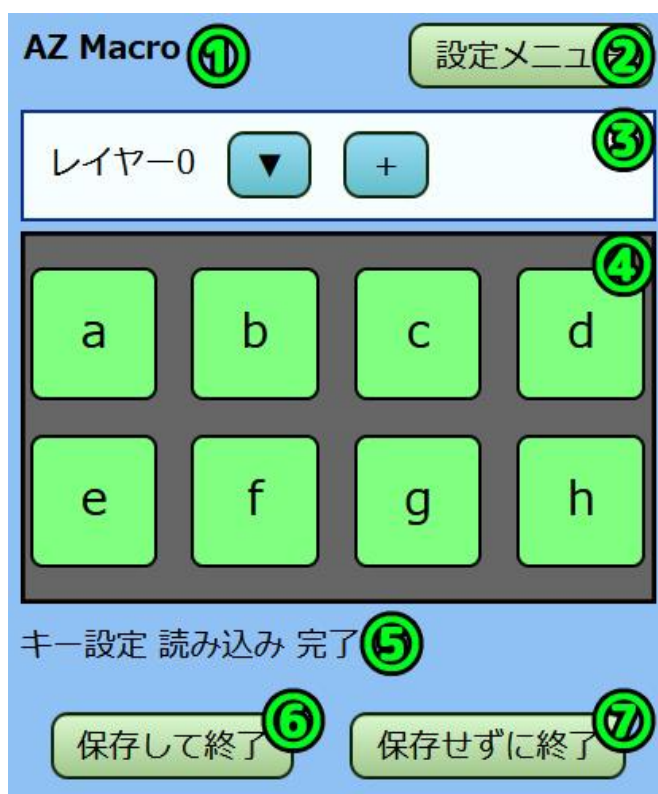 AZ Macro ①
設定メニュー ②
レイヤー0 ▼ + ③
④
a b c d
e f g h
キー設定 読み込み 完了 ⑤
保存して終了 ⑥ 保存せずに終了 ⑦